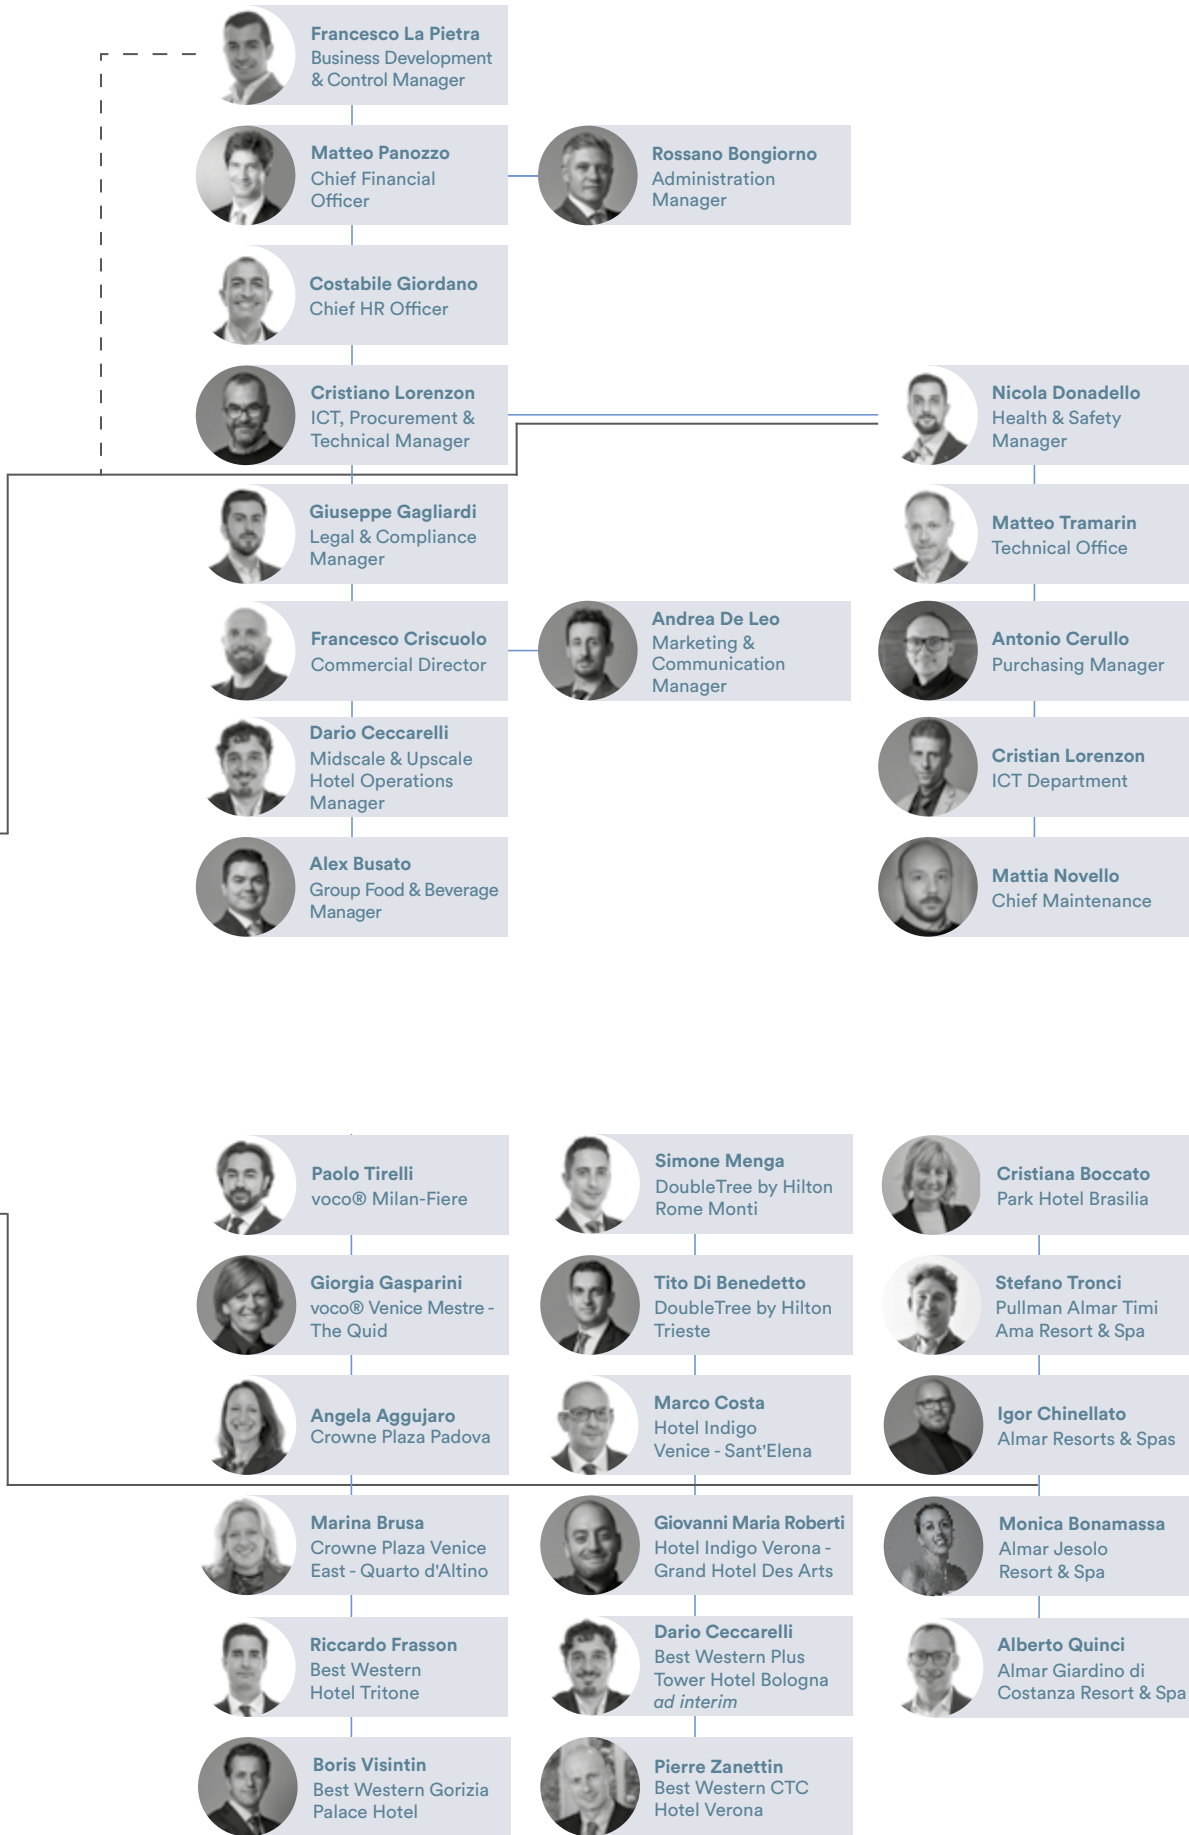 Francesco La Pietra
Business Development
& Control Manager
Matteo Panozzo
Chief Financial
Officer
Rossano Bongiorno
Administration
Manager
Costabile Giordano
Chief HR Officer
Cristiano Lorenzon
ICT, Procurement &
Technical Manager
Nicola Donadello
Health & Safety
Manager
Giuseppe Gagliardi
Legal & Compliance
Manager
Matteo Tramarin
Technical Office
Francesco Criscuolo
Commercial Director
Andrea De Leo
Marketing &
Communication
Manager
Antonio Cerullo
Purchasing Manager
Dario Ceccarelli
Midscale & Upscale
Hotel Operations
Manager
Cristian Lorenzon
ICT Department
Alex Busato
Group Food & Beverage
Manager
Mattia Novello
Chief Maintenance
Paolo Tirelli
voco® Milan-Fiere
Simone Menga
DoubleTree by Hilton
Rome Monti
Cristiana Boccato
Park Hotel Brasilia
Giorgia Gasparini
voco® Venice Mestre -
The Quid
Tito Di Benedetto
DoubleTree by Hilton
Trieste
Stefano Tronci
Pullman Almar Timi
Ama Resort & Spa
Angela Aggujaro
Crowne Plaza Padova
Marco Costa
Hotel Indigo
Venice - Sant'Elena
Igor Chinellato
Almar Resorts & Spas
Marina Brusa
Crowne Plaza Venice
East - Quarto d'Altino
Giovanni Maria Roberti
Hotel Indigo Verona -
Grand Hotel Des Arts
Monica Bonamassa
Almar Jesolo
Resort & Spa
Riccardo Frasson
Best Western
Hotel Tritone
Dario Ceccarelli
Best Western Plus
Tower Hotel Bologna
ad interim
Alberto Quinci
Almar Giardino di
Costanza Resort & Spa
Boris Visintin
Best Western Gorizia
Palace Hotel
Pierre Zanettin
Best Western CTC
Hotel Verona